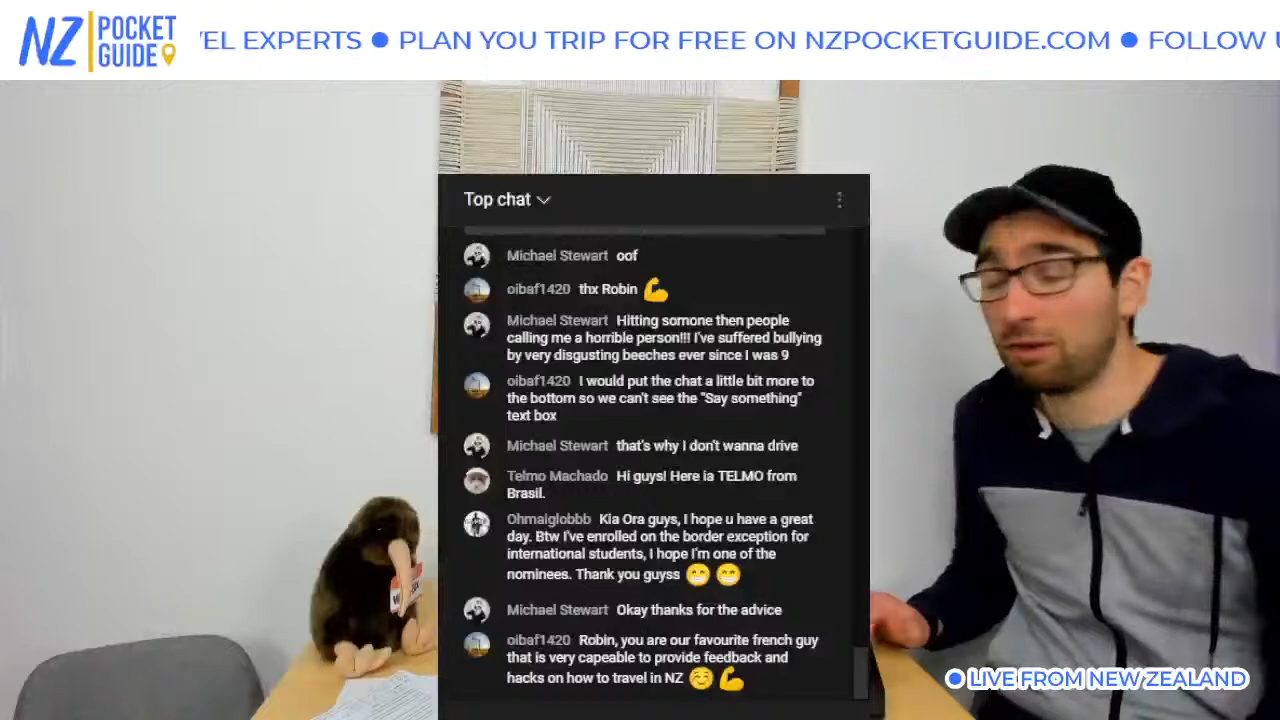 NZ POCKET GUIDE
VEL EXPERTS ● PLAN YOU TRIP FOR FREE ON NZPOCKETGUIDE.COM ● FOLLOW U
Top chat
Michael Stewart oof
oibaf1420 thx Robin 💪
Michael Stewart Hitting somone then people
calling me a horrible person!!! I've suffered bullying
by very disgusting beeches ever since I was 9
oibaf1420 I would put the chat a little bit more to
the bottom so we can't see the "Say something"
text box
Michael Stewart that's why I don't wanna drive
Telmo Machado Hi guys! Here ia TELMO from
Brasil.
Ohmaiglobbb Kia Ora guys, I hope u have a great
day. Btw I've enrolled on the border exception for
international students, I hope I'm one of the
nominees. Thank you guyss 😁 😁
Michael Stewart Okay thanks for the advice
oibaf1420 Robin, you are our favourite french guy
that is very capeable to provide feedback and
hacks on how to travel in NZ ☺️ 💪
● LIVE FROM NEW ZEALAND